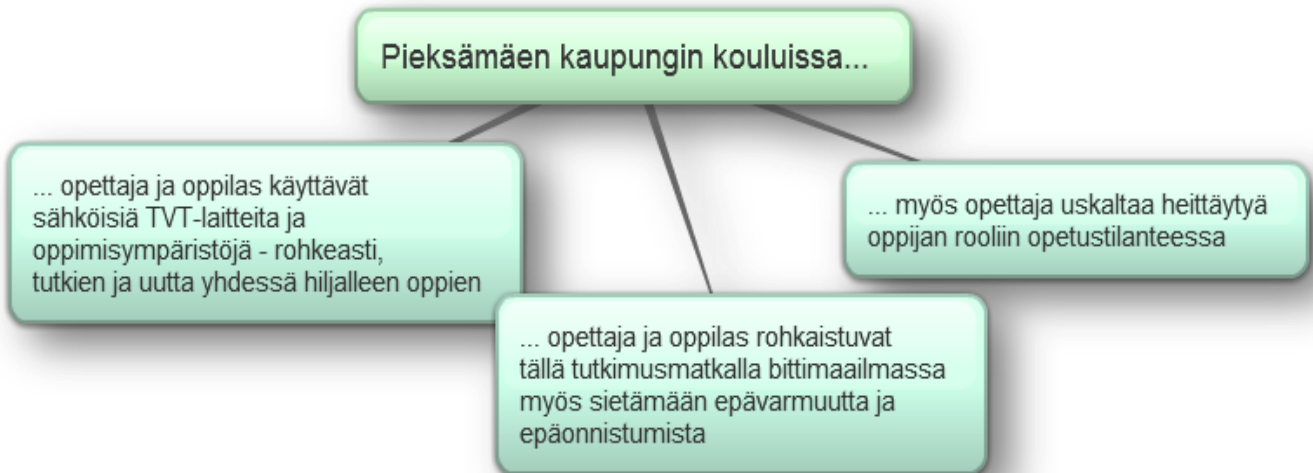 Pieksämäen kaupungin kouluissa...
... opettaja ja oppilas käyttävät
sähköisiä TVT-laitteita ja
oppimisympäristöjä - rohkeasti,
tutkien ja uutta yhdessä hiljalleen oppien
... opettaja ja oppilas rohkaistuvat
tällä tutkimusmatkalla bittimaailmassa
myös sietämään epävarmuutta ja
epäonnistumista
... myös opettaja uskaltaa heittäytyä
oppijan rooliin opetustilanteessa